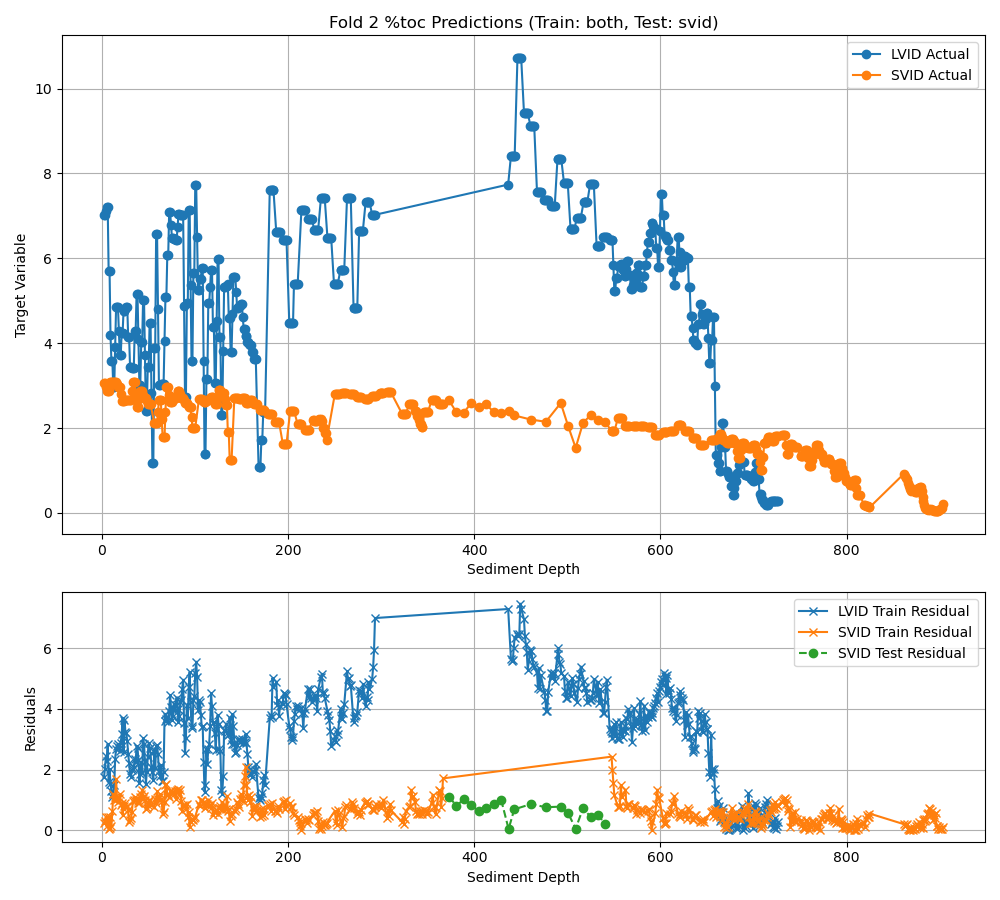 Fold 2 %toc Predictions (Train: both, Test: svid)
Target Variable
10
8
6
4
2
0
LVID Actual
SVID Actual
0 200 400 600 800
Sediment Depth
Residuals
6
4
2
0
LVID Train Residual
SVID Train Residual
SVID Test Residual
0 200 400 600 800
Sediment Depth